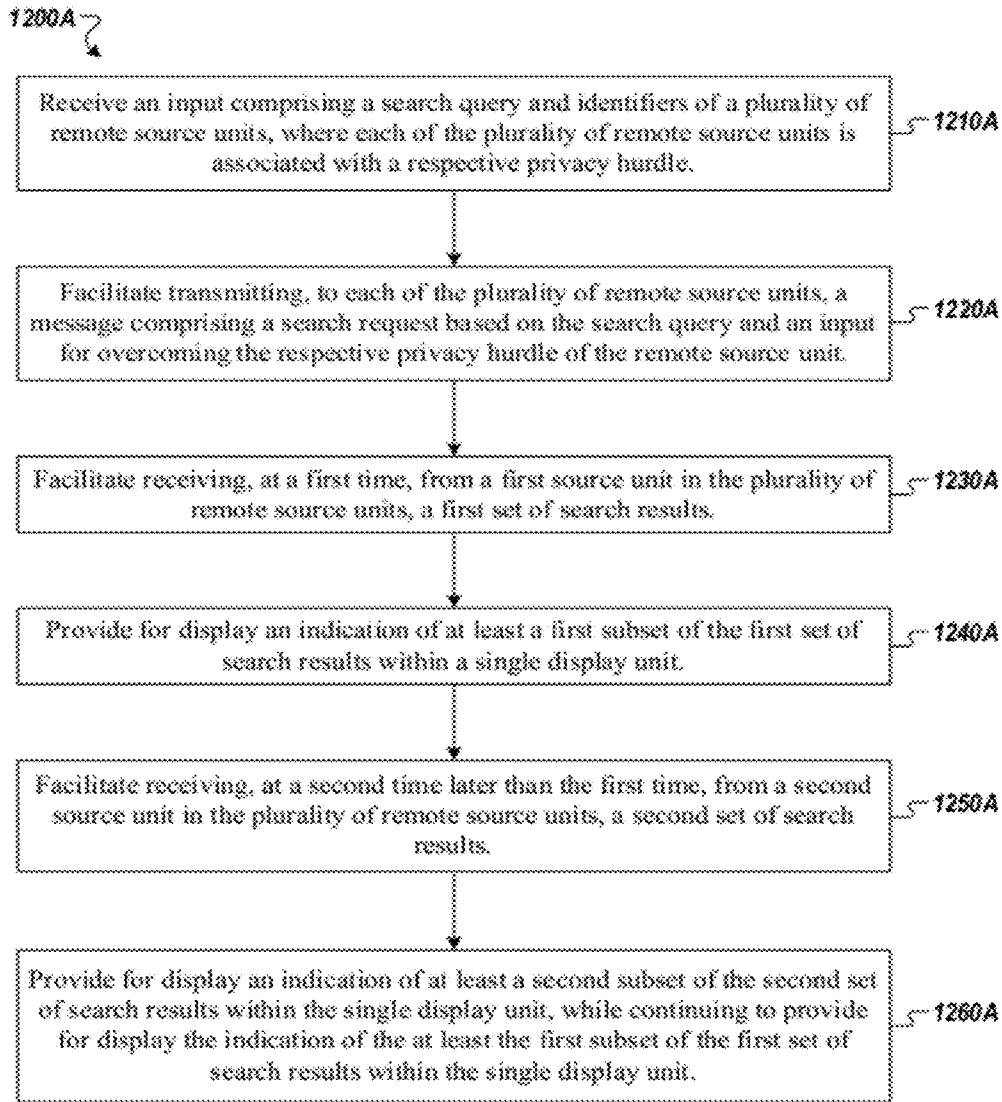 1200A
Receive an input comprising a search query and identifiers of a plurality of
remote source units, where each of the plurality of remote source units is
associated with a respective privacy hurdle.
1210A
Facilitate transmitting, to each of the plurality of remote source units, a
message comprising a search request based on the search query and an input
for overcoming the respective privacy hurdle of the remote source unit.
1220A
Facilitate receiving, at a first time, from a first source unit in the plurality of
remote source units, a first set of search results.
1230A
Provide for display an indication of at least a first subset of the first set of
search results within a single display unit.
1240A
Facilitate receiving, at a second time later than the first time, from a second
source unit in the plurality of remote source units, a second set of search
results.
1250A
Provide for display an indication of at least a second subset of the second set
of search results within the single display unit, while continuing to provide
for display the indication of the at least the first subset of the first set of
search results within the single display unit.
1260A